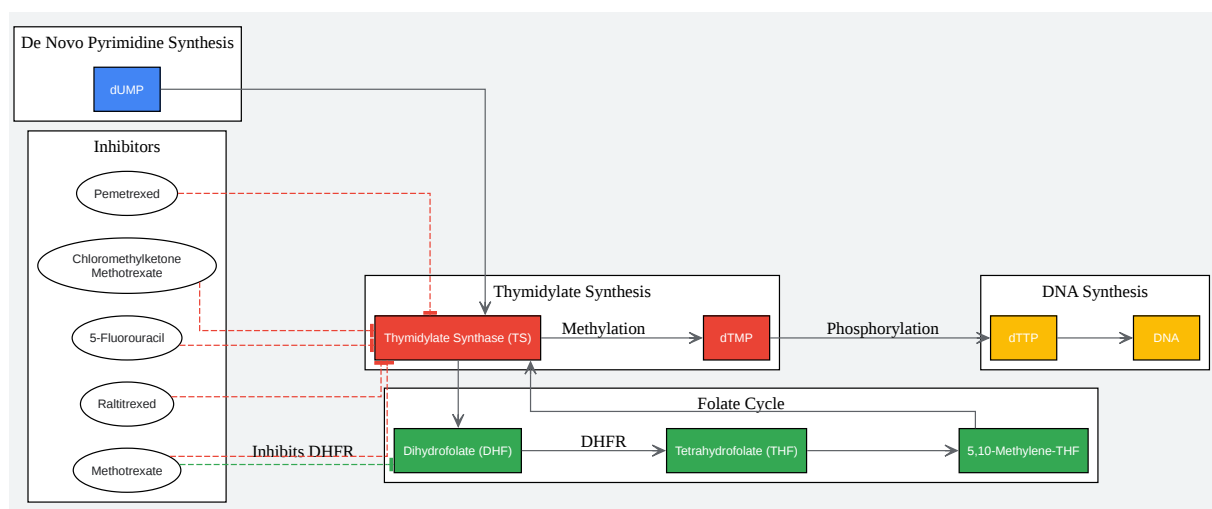 De Novo Pyrimidine Synthesis
dUMP
Inhibitors
Pemetrexed
Chloromethylketone
Methotrexate
5-Fluorouracil
Raltitrexed
Methotrexate
Inhibits DHFR
Thymidylate Synthesis
Thymidylate Synthase (TS)
Methylation
dTMP
Phosphorylation
DNA Synthesis
dTTP
DNA
Folate Cycle
Dihydrofolate (DHF)
DHFR
Tetrahydrofolate (THF)
5,10-Methylene-THF